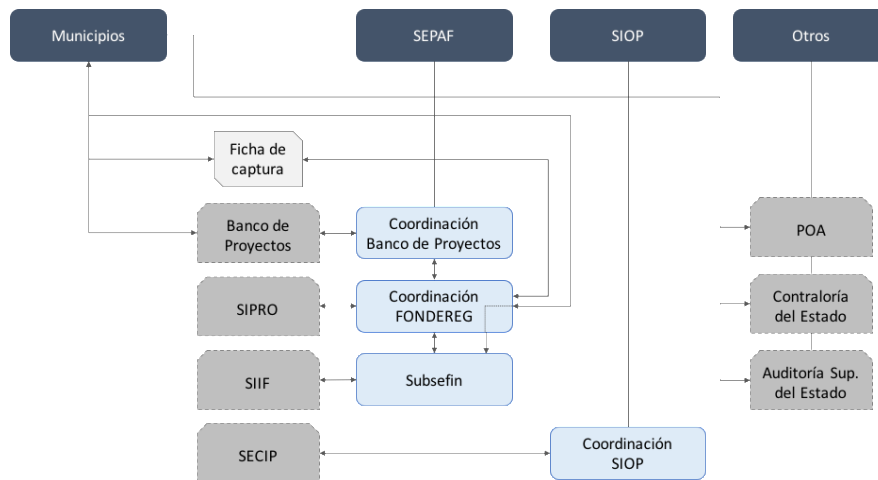 Municipios
SEPAF
SIOP
Otros
Ficha de
captura
Banco de
Proyectos
Coordinación
Banco de Proyectos
POA
SIPRO
Coordinación
FONDEREG
Contraloría
del Estado
SIIF
Subsefin
Auditoría Sup.
del Estado
SECIP
Coordinación
SIOP